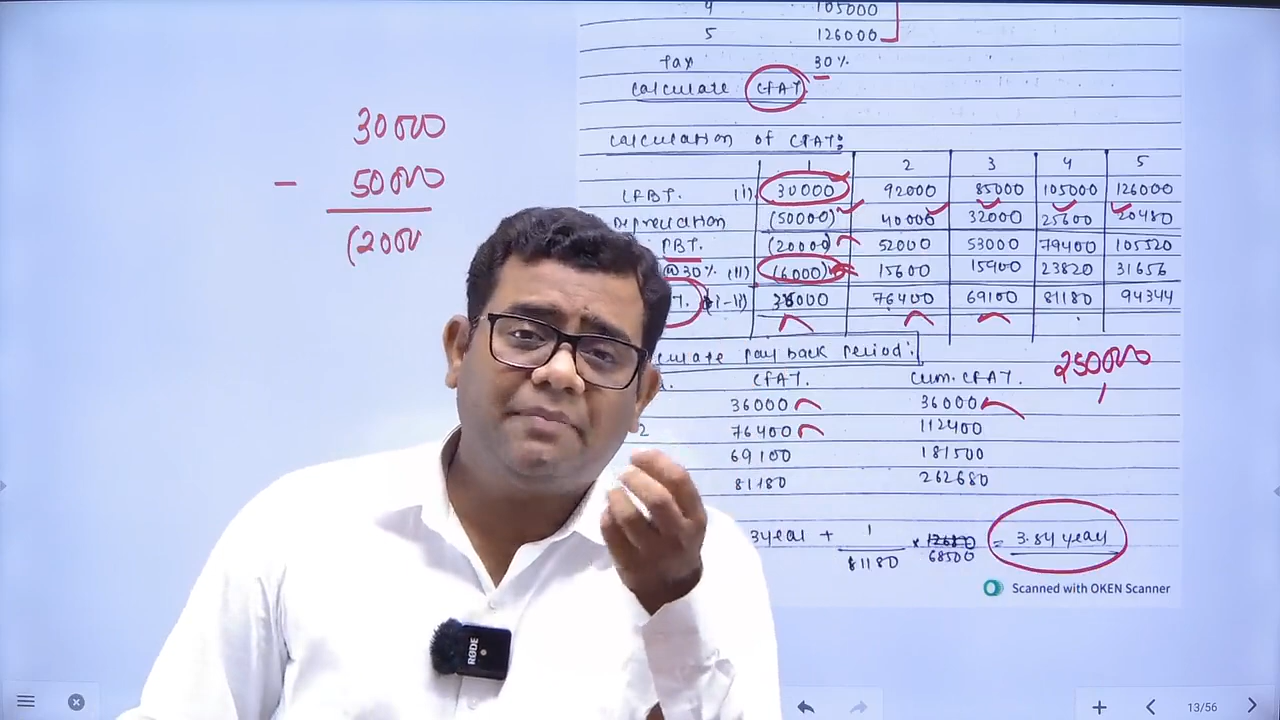 4 105000
5 126000
Tax 30%
Calculate CFAT
30000
- 50000
(2000
Calculation of CFAT:
1 2 3 4 5
CFBT. (i) 30000 92000 85000 105000 126000
Depreciation (50000) 40000 32000 25600 20480
PBT. (20000) 52000 53000 79400 105520
@ 30% (ii) (6000) 15600 15900 23820 31656
T. (i-ii) 36000 76400 69100 81180 94344
culate Pay back Period:
250000
CFAT. Cum. CFAT.
36000 36000
2 76400 112400
69100 181500
81180 262680
3 year + 1/81180 × 68500 = 3.84 years
Scanned with OKEN Scanner
RØDE
13/56